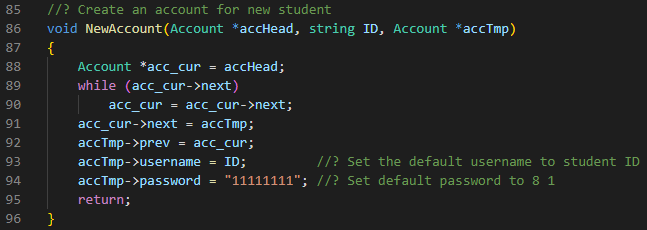 85 //? Create an account for new student
86 void NewAccount(Account *accHead, string ID, Account *accTmp)
87 {
88     Account *acc_cur = accHead;
89     while (acc_cur->next)
90         acc_cur = acc_cur->next;
91     acc_cur->next = accTmp;
92     accTmp->prev = acc_cur;
93     accTmp->username = ID;         //? Set the default username to student ID
94     accTmp->password = "11111111"; //? Set default password to 8 1
95     return;
96 }